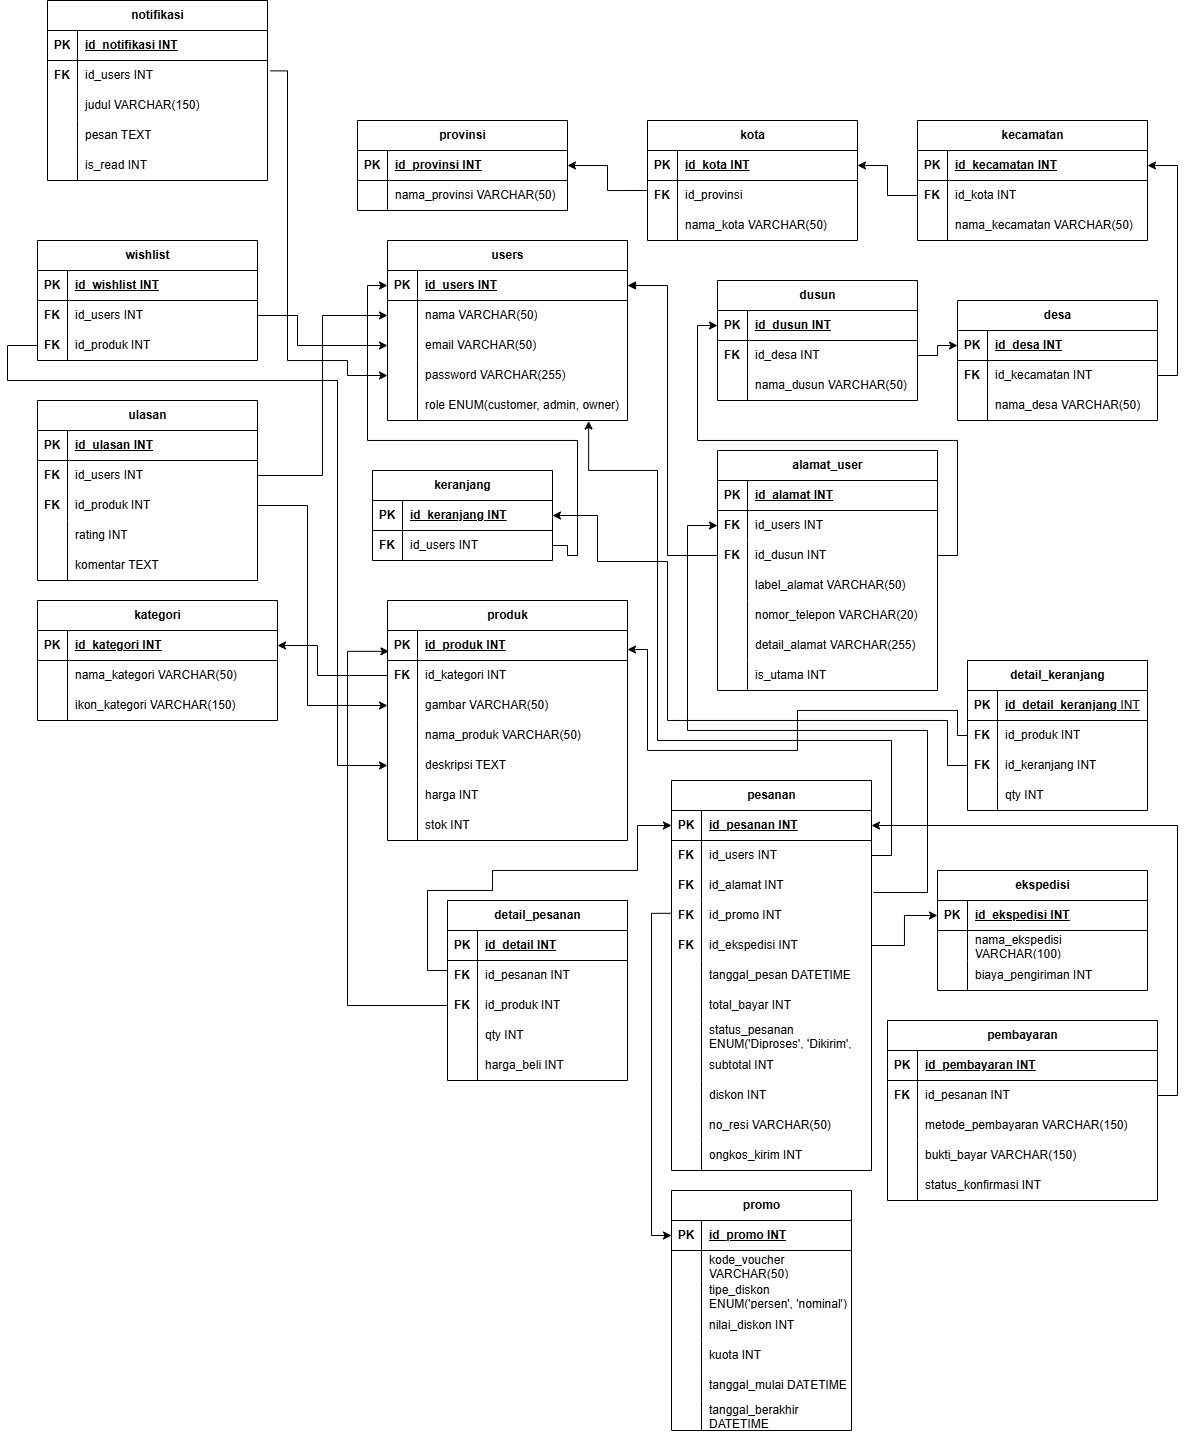 notifikasi
PK id_notifikasi INT
FK id_users INT
judul VARCHAR(150)
pesan TEXT
is_read INT
provinsi
PK id_provinsi INT
nama_provinsi VARCHAR(50)
kota
PK id_kota INT
FK id_provinsi
nama_kota VARCHAR(50)
kecamatan
PK id_kecamatan INT
FK id_kota INT
nama_kecamatan VARCHAR(50)
wishlist
PK id_wishlist INT
FK id_users INT
FK id_produk INT
users
PK id_users INT
nama VARCHAR(50)
email VARCHAR(50)
password VARCHAR(255)
role ENUM(customer, admin, owner)
dusun
PK id_dusun INT
FK id_desa INT
nama_dusun VARCHAR(50)
desa
PK id_desa INT
FK id_kecamatan INT
nama_desa VARCHAR(50)
ulasan
PK id_ulasan INT
FK id_users INT
FK id_produk INT
rating INT
komentar TEXT
keranjang
PK id_keranjang INT
FK id_users INT
alamat_user
PK id_alamat INT
FK id_users INT
FK id_dusun INT
label_alamat VARCHAR(50)
nomor_telepon VARCHAR(20)
detail_alamat VARCHAR(255)
is_utama INT
kategori
PK id_kategori INT
nama_kategori VARCHAR(50)
ikon_kategori VARCHAR(150)
produk
PK id_produk INT
FK id_kategori INT
gambar VARCHAR(50)
nama_produk VARCHAR(50)
deskripsi TEXT
harga INT
stok INT
detail_keranjang
PK id_detail_keranjang INT
FK id_produk INT
FK id_keranjang INT
qty INT
pesanan
PK id_pesanan INT
FK id_users INT
FK id_alamat INT
FK id_promo INT
FK id_ekspedisi INT
tanggal_pesan DATETIME
total_bayar INT
status_pesanan
ENUM('Diproses', 'Dikirim',
subtotal INT
diskon INT
no_resi VARCHAR(50)
ongkos_kirim INT
ekspedisi
PK id_ekspedisi INT
nama_ekspedisi
VARCHAR(100)
biaya_pengiriman INT
detail_pesanan
PK id_detail INT
FK id_pesanan INT
FK id_produk INT
qty INT
harga_beli INT
pembayaran
PK id_pembayaran INT
FK id_pesanan INT
metode_pembayaran VARCHAR(150)
bukti_bayar VARCHAR(150)
status_konfirmasi INT
promo
PK id_promo INT
kode_voucher
VARCHAR(50)
tipe_diskon
ENUM('persen', 'nominal')
nilai_diskon INT
kuota INT
tanggal_mulai DATETIME
tanggal_berakhir
DATETIME